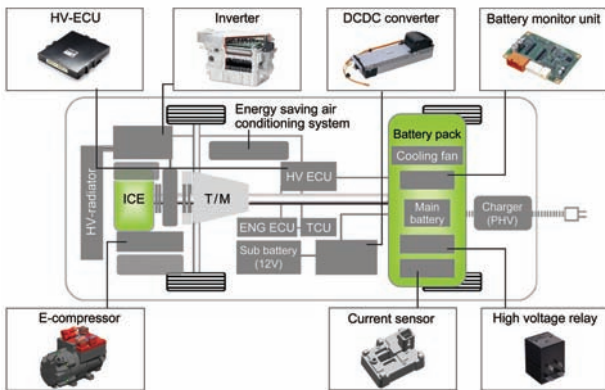 HV-ECU
Inverter
DCDC converter
Battery monitor unit
Energy saving air
conditioning system
Battery pack
Cooling fan
HV-radiator
ICE
T/M
HV ECU
Main
battery
Charger
(PHV)
ENG ECU
TCU
Sub battery
(12V)
E-compressor
Current sensor
High voltage relay